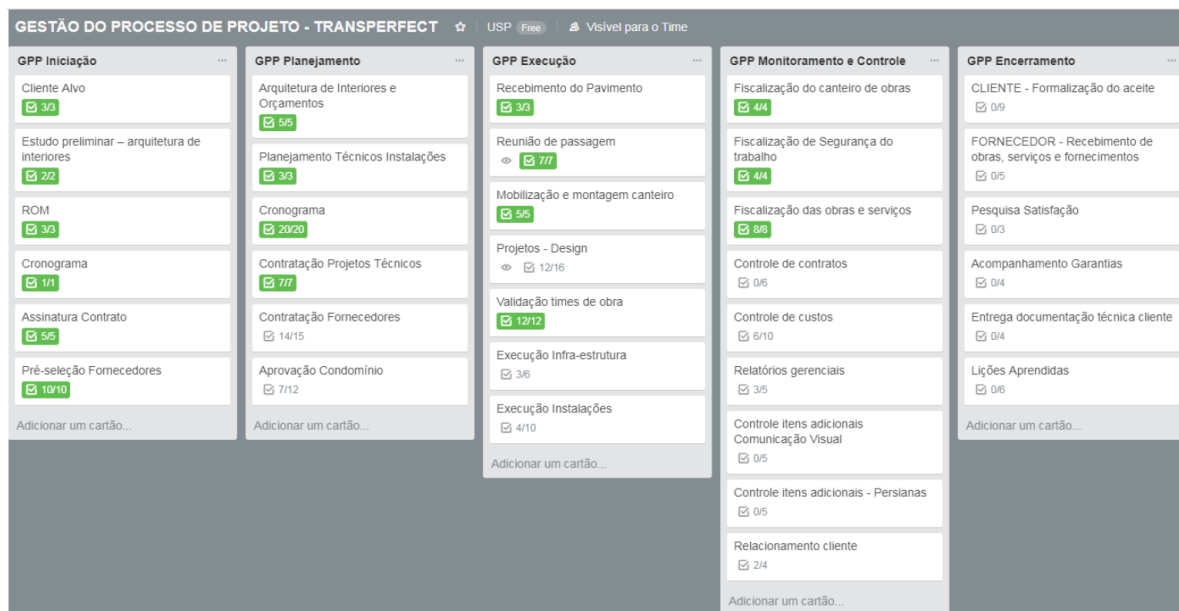 GESTÃO DO PROCESSO DE PROJETO - TRANSPERFECT USP Free Visível para o Time
GPP Iniciação
Cliente Alvo
3/3
Estudo preliminar – arquitetura de
interiores
2/2
ROM
3/3
Cronograma
1/1
Assinatura Contrato
5/5
Pré-seleção Fornecedores
10/10
Adicionar um cartão...
GPP Planejamento
Arquitetura de Interiores e
Orçamentos
5/5
Planejamento Técnicos Instalações
3/3
Cronograma
20/20
Contratação Projetos Técnicos
7/7
Contratação Fornecedores
14/15
Aprovação Condomínio
7/12
Adicionar um cartão...
GPP Execução
Recebimento do Pavimento
3/3
Reunião de passagem
7/7
Mobilização e montagem canteiro
5/5
Projetos - Design
12/16
Validação times de obra
12/12
Execução Infra-estrutura
3/6
Execução Instalações
4/10
Adicionar um cartão...
GPP Monitoramento e Controle
Fiscalização do canteiro de obras
4/4
Fiscalização de Segurança do
trabalho
4/4
Fiscalização das obras e serviços
8/8
Controle de contratos
0/6
Controle de custos
6/10
Relatórios gerenciais
3/5
Controle itens adicionais
Comunicação Visual
0/5
Controle itens adicionais - Persianas
0/5
Relacionamento cliente
2/4
Adicionar um cartão...
GPP Encerramento
CLIENTE - Formalização do aceite
0/9
FORNECEDOR - Recebimento de
obras, serviços e fornecimentos
0/5
Pesquisa Satisfação
0/3
Acompanhamento Garantias
0/4
Entrega documentação técnica cliente
0/4
Lições Aprendidas
0/6
Adicionar um cartão...